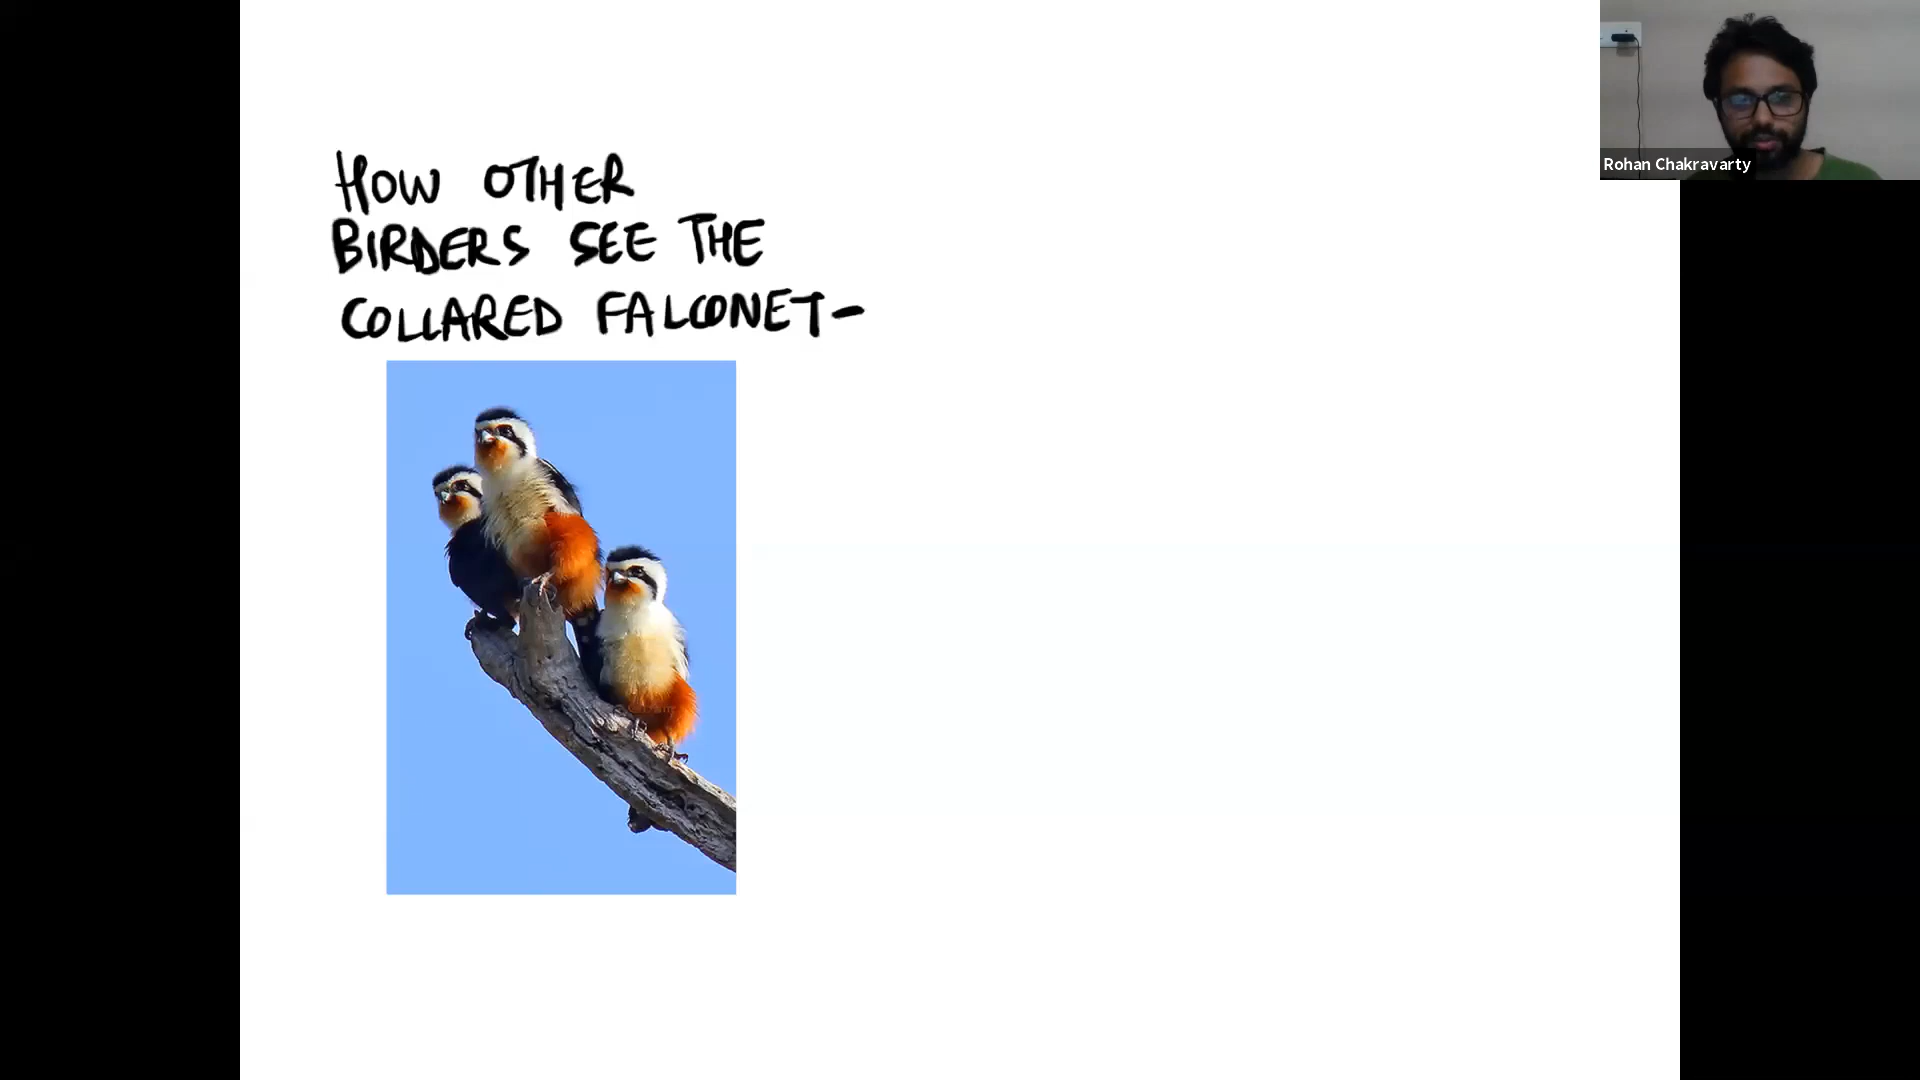 HOW OTHER
BIRDERS SEE THE
COLLARED FALCONET-
Rohan Chakravarty